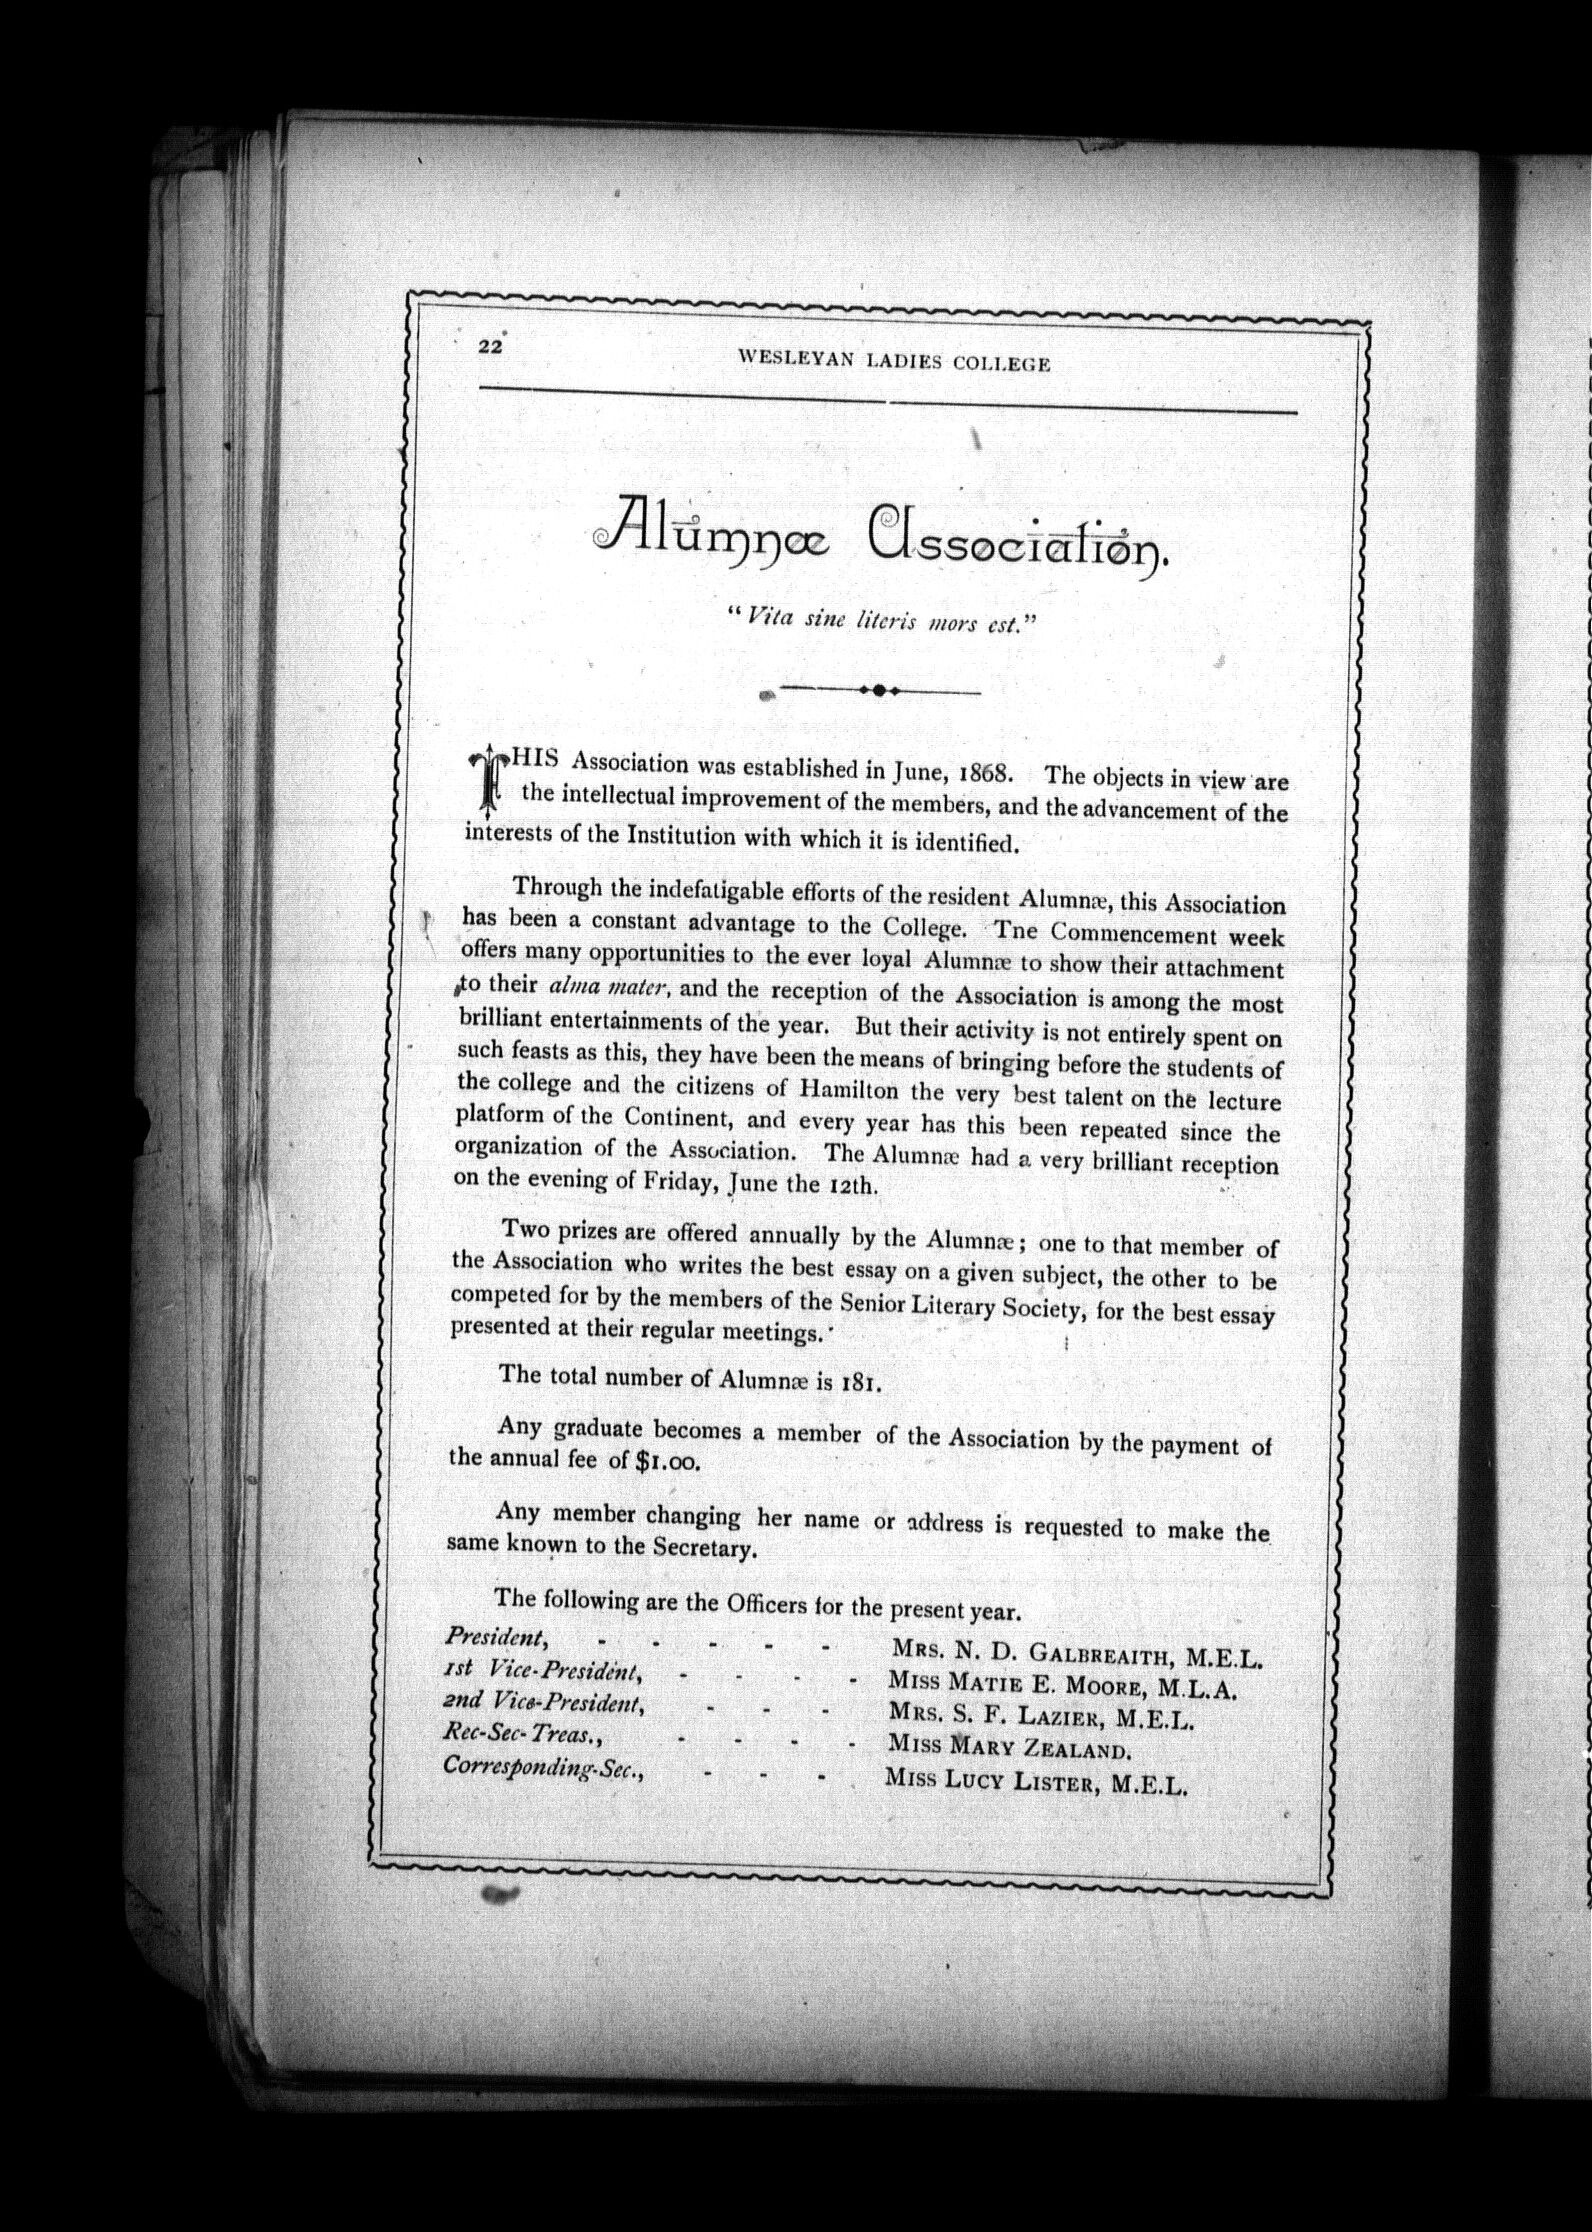 22
WESLEYAN LADIES COLLEGE
Alumnæ Association.
“Vita sine literis mors est.”
THIS Association was established in June, 1868. The objects in view are
the intellectual improvement of the members, and the advancement of the
interests of the Institution with which it is identified.
Through the indefatigable efforts of the resident Alumnæ, this Association
has been a constant advantage to the College. Tne Commencement week
offers many opportunities to the ever loyal Alumnæ to show their attachment
to their alma mater, and the reception of the Association is among the most
brilliant entertainments of the year. But their activity is not entirely spent on
such feasts as this, they have been the means of bringing before the students of
the college and the citizens of Hamilton the very best talent on the lecture
platform of the Continent, and every year has this been repeated since the
organization of the Association. The Alumnæ had a very brilliant reception
on the evening of Friday, June the 12th.
Two prizes are offered annually by the Alumnæ; one to that member of
the Association who writes the best essay on a given subject, the other to be
competed for by the members of the Senior Literary Society, for the best essay
presented at their regular meetings.
The total number of Alumnæ is 181.
Any graduate becomes a member of the Association by the payment of
the annual fee of $1.00.
Any member changing her name or address is requested to make the
same known to the Secretary.
The following are the Officers for the present year.
President, - - - - - MRS. N. D. GALBREAITH, M.E.L.
1st Vice-President, - - - - MISS MATIE E. MOORE, M.L.A.
2nd Vice-President, - - - MRS. S. F. LAZIER, M.E.L.
Rec-Sec-Treas., - - - - MISS MARY ZEALAND.
Corresponding-Sec., - - - MISS LUCY LISTER, M.E.L.